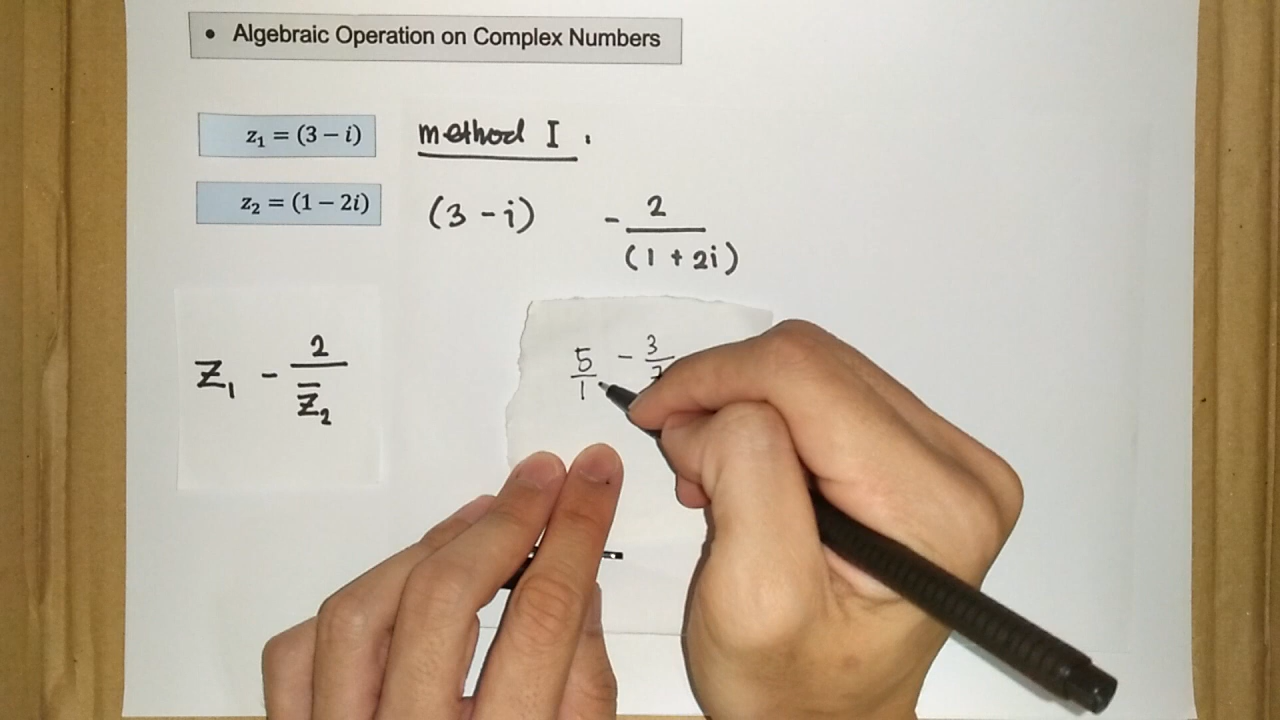 • Algebraic Operation on Complex Numbers
z₁ = (3 − i)
method I .
z₂ = (1 − 2i)
(3 - i) - 2/(1 + 2i)
Z₁ - 2/Z̅₂
5/1 - 3/